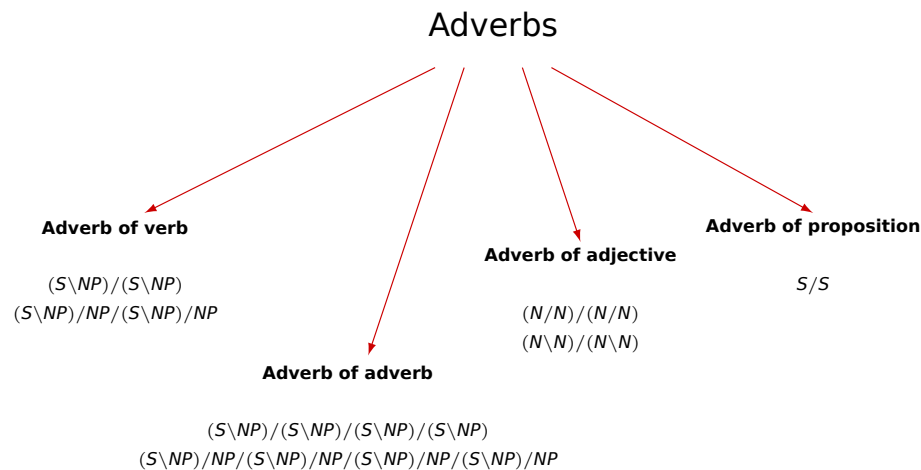 Adverbs
Adverb of verb
(S\NP)/(S\NP)
(S\NP)/NP/(S\NP)/NP
Adverb of adverb
(S\NP)/(S\NP)/(S\NP)/(S\NP)
(S\NP)/NP/(S\NP)/NP/(S\NP)/NP/(S\NP)/NP
Adverb of adjective
(N/N)/(N/N)
(N\N)/(N\N)
Adverb of proposition
S/S